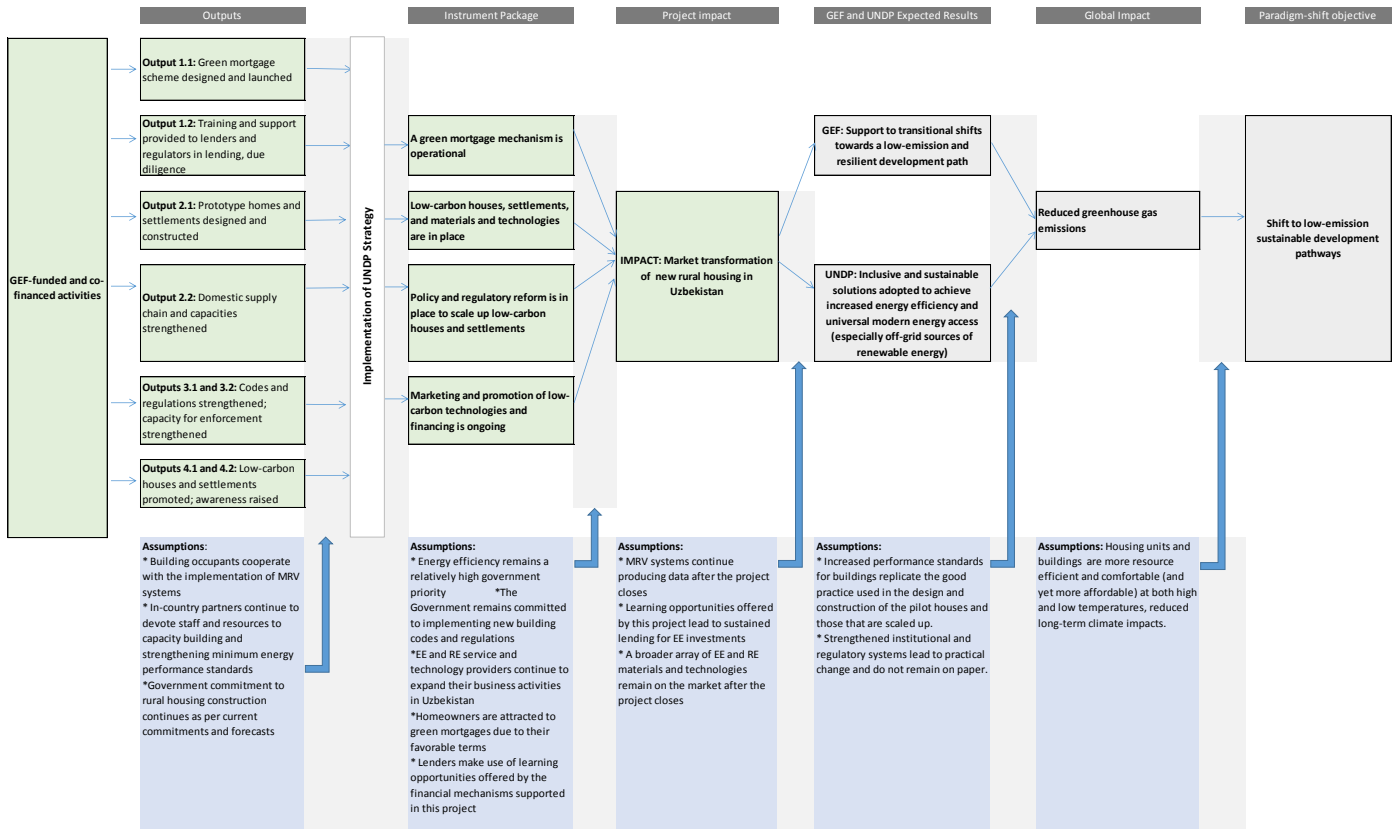 Outputs
Instrument Package
Project impact
GEF and UNDP Expected Results
Global Impact
Paradigm-shift objective
GEF-funded and co-
financed activities
Output 1.1: Green mortgage
scheme designed and launched
Output 1.2: Training and support
provided to lenders and
regulators in lending, due
diligence
Output 2.1: Prototype homes and
settlements designed and
constructed
Output 2.2: Domestic supply
chain and capacities
strengthened
Outputs 3.1 and 3.2: Codes and
regulations strengthened;
capacity for enforcement
strengthened
Outputs 4.1 and 4.2: Low-carbon
houses and settlements
promoted; awareness raised
Implementation of UNDP Strategy
A green mortgage mechanism is
operational
Low-carbon houses, settlements,
and materials and technologies
are in place
Policy and regulatory reform is in
place to scale up low-carbon
houses and settlements
Marketing and promotion of low-
carbon technologies and
financing is ongoing
IMPACT: Market transformation
of new rural housing in
Uzbekistan
GEF: Support to transitional shifts
towards a low-emission and
resilient development path
UNDP: Inclusive and sustainable
solutions adopted to achieve
increased energy efficiency and
universal modern energy access
(especially off-grid sources of
renewable energy)
Reduced greenhouse gas
emissions
Shift to low-emission
sustainable development
pathways
Assumptions:
* Building occupants cooperate
with the implementation of MRV
systems
* In-country partners continue to
devote staff and resources to
capacity building and
strengthening minimum energy
performance standards
*Government commitment to
rural housing construction
continues as per current
commitments and forecasts
Assumptions:
* Energy efficiency remains a
relatively high government
priority *The
Government remains committed
to implementing new building
codes and regulations
*EE and RE service and
technology providers continue to
expand their business activities
in Uzbekistan
*Homeowners are attracted to
green mortgages due to their
favorable terms
* Lenders make use of learning
opportunities offered by the
financial mechanisms supported
in this project
Assumptions:
* MRV systems continue
producing data after the project
closes
* Learning opportunities offered
by this project lead to sustained
lending for EE investments
* A broader array of EE and RE
materials and technologies
remain on the market after the
project closes
Assumptions:
* Increased performance standards
for buildings replicate the good
practice used in the design and
construction of the pilot houses and
those that are scaled up.
* Strengthened institutional and
regulatory systems lead to practical
change and do not remain on paper.
Assumptions: Housing units and
buildings are more resource
efficient and comfortable (and
yet more affordable) at both high
and low temperatures, reduced
long-term climate impacts.